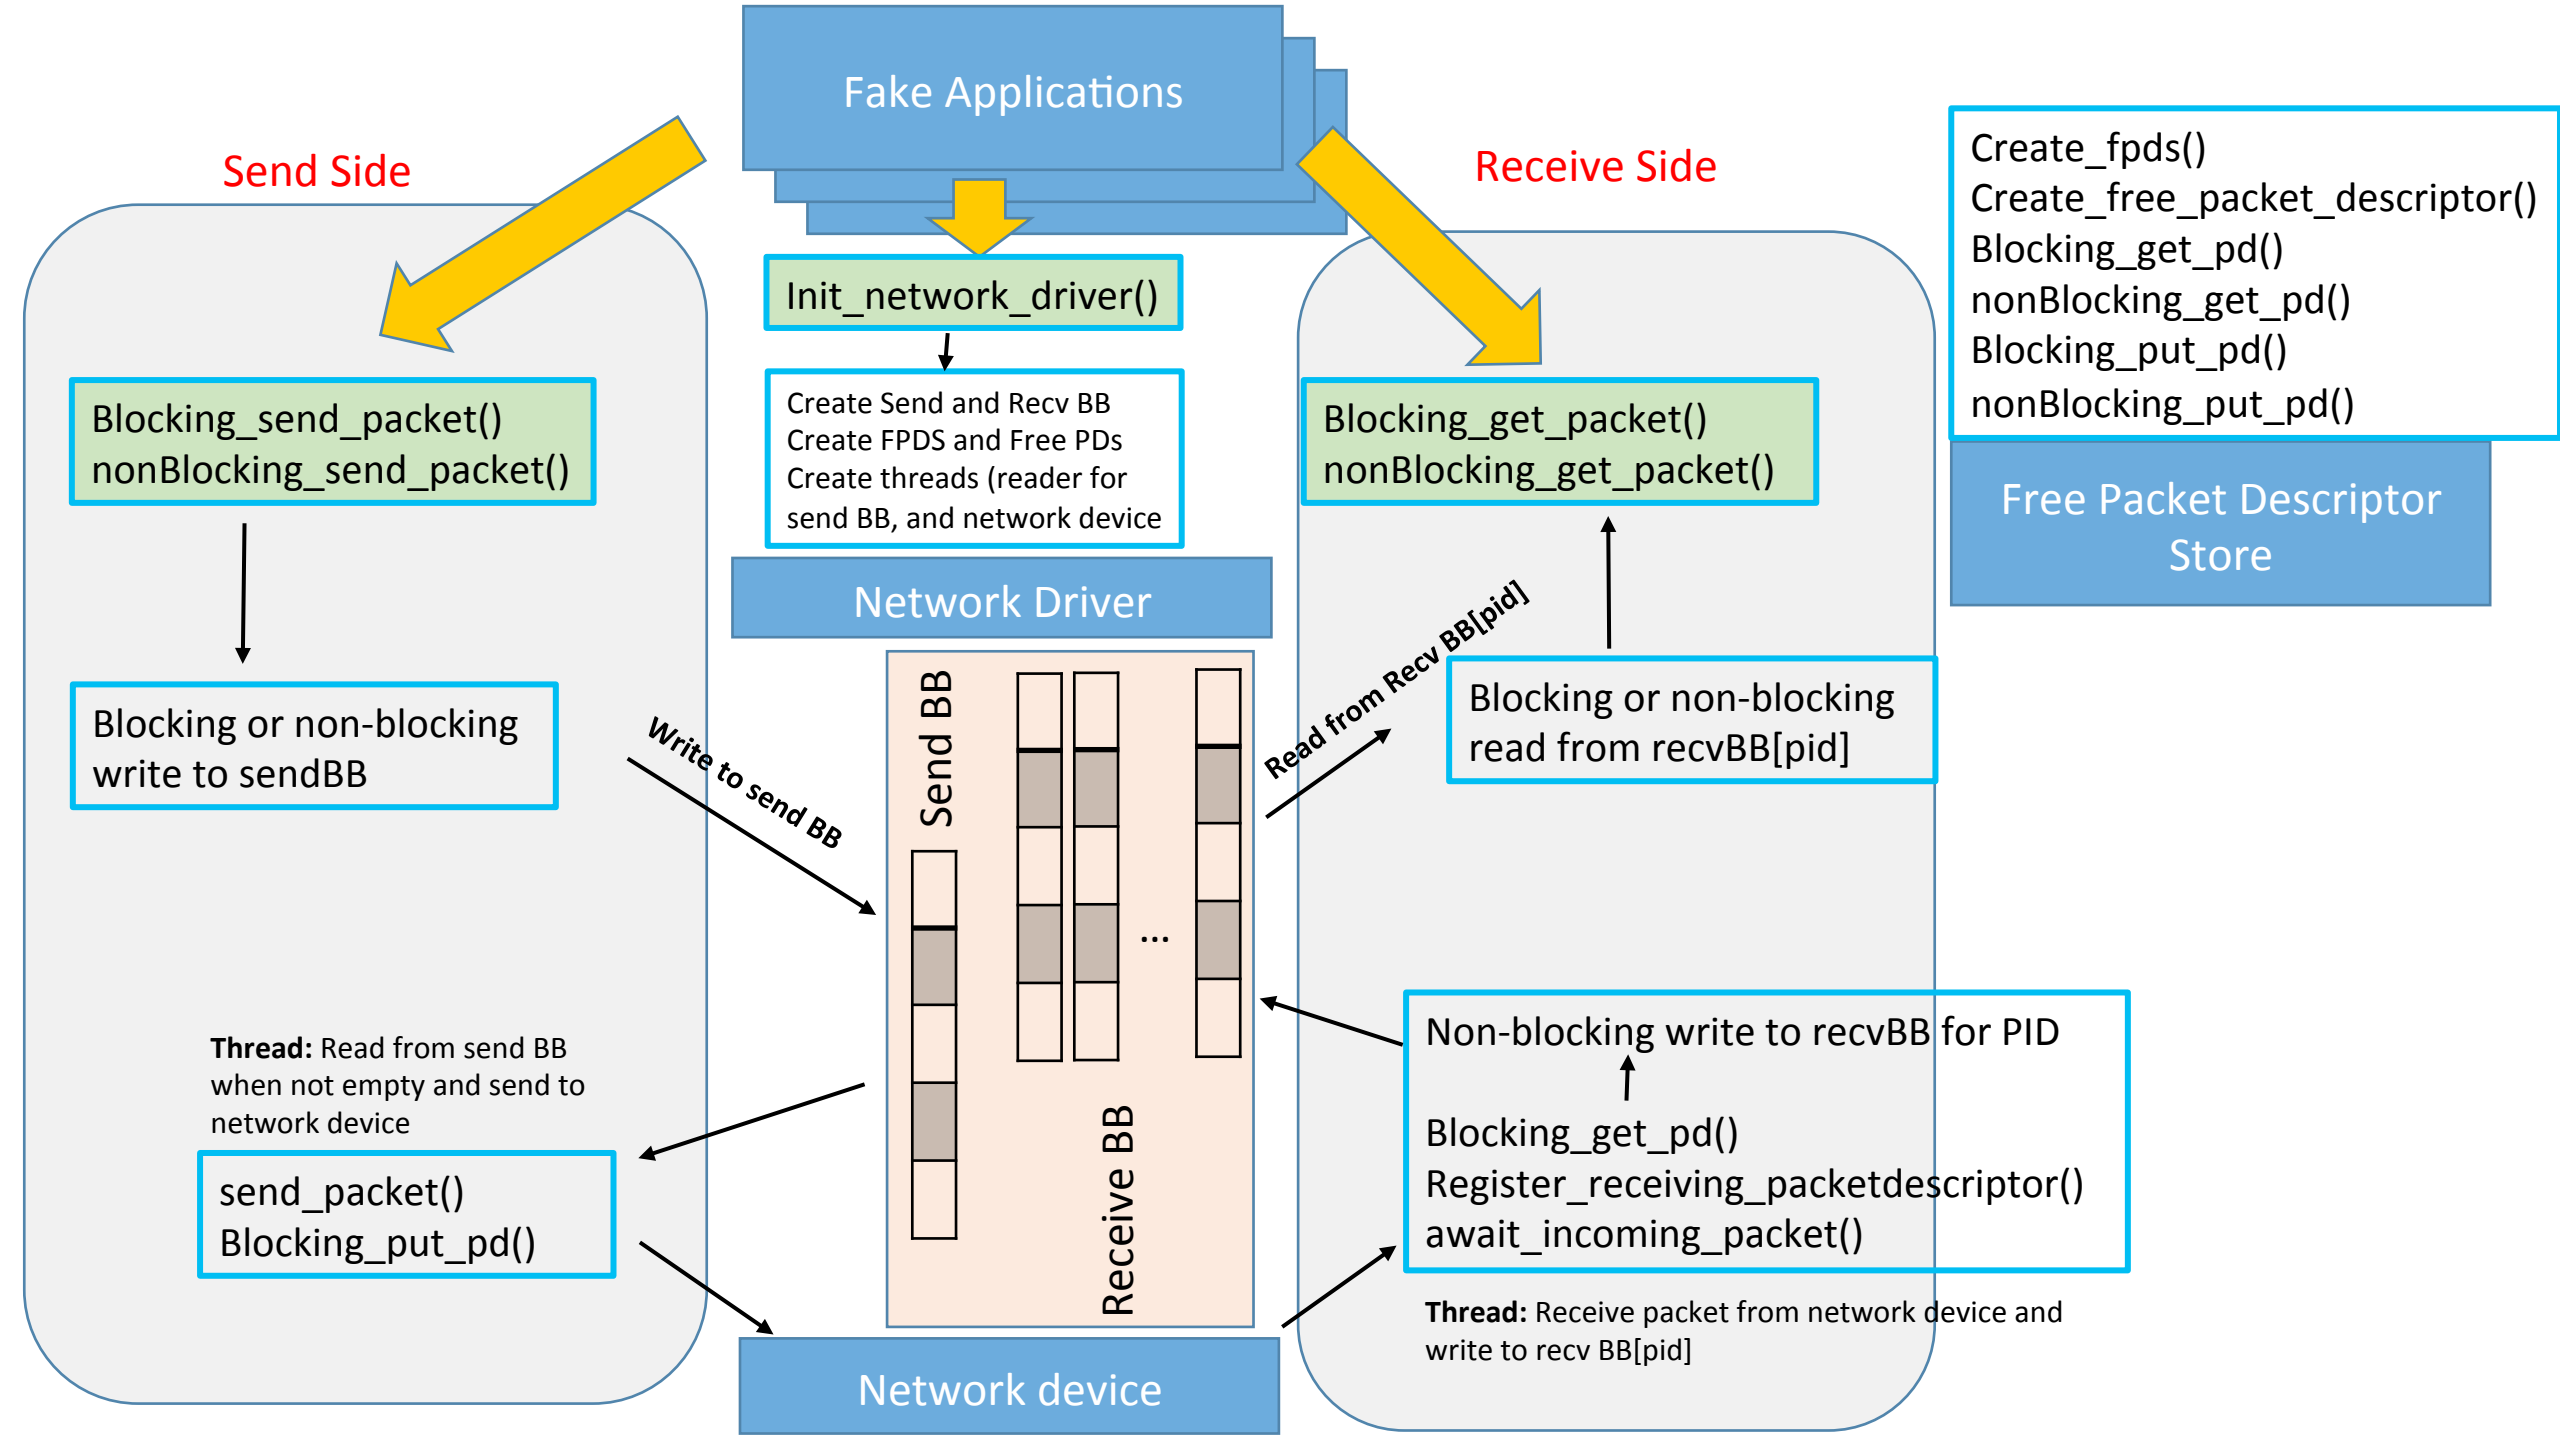 Fake Applications
Send Side
Receive Side
Create_fpds()
Create_free_packet_descriptor()
Blocking_get_pd()
nonBlocking_get_pd()
Blocking_put_pd()
nonBlocking_put_pd()
Free Packet Descriptor
Store
Init_network_driver()
Create Send and Recv BB
Create FPDS and Free PDs
Create threads (reader for
send BB, and network device
Network Driver
Blocking_send_packet()
nonBlocking_send_packet()
Blocking_get_packet()
nonBlocking_get_packet()
Blocking or non-blocking
write to sendBB
Write to send BB
Send BB
...
Receive BB
Read from Recv BB[pid]
Blocking or non-blocking
read from recvBB[pid]
Thread: Read from send BB
when not empty and send to
network device
send_packet()
Blocking_put_pd()
Non-blocking write to recvBB for PID
Blocking_get_pd()
Register_receiving_packetdescriptor()
await_incoming_packet()
Thread: Receive packet from network device and
write to recv BB[pid]
Network device